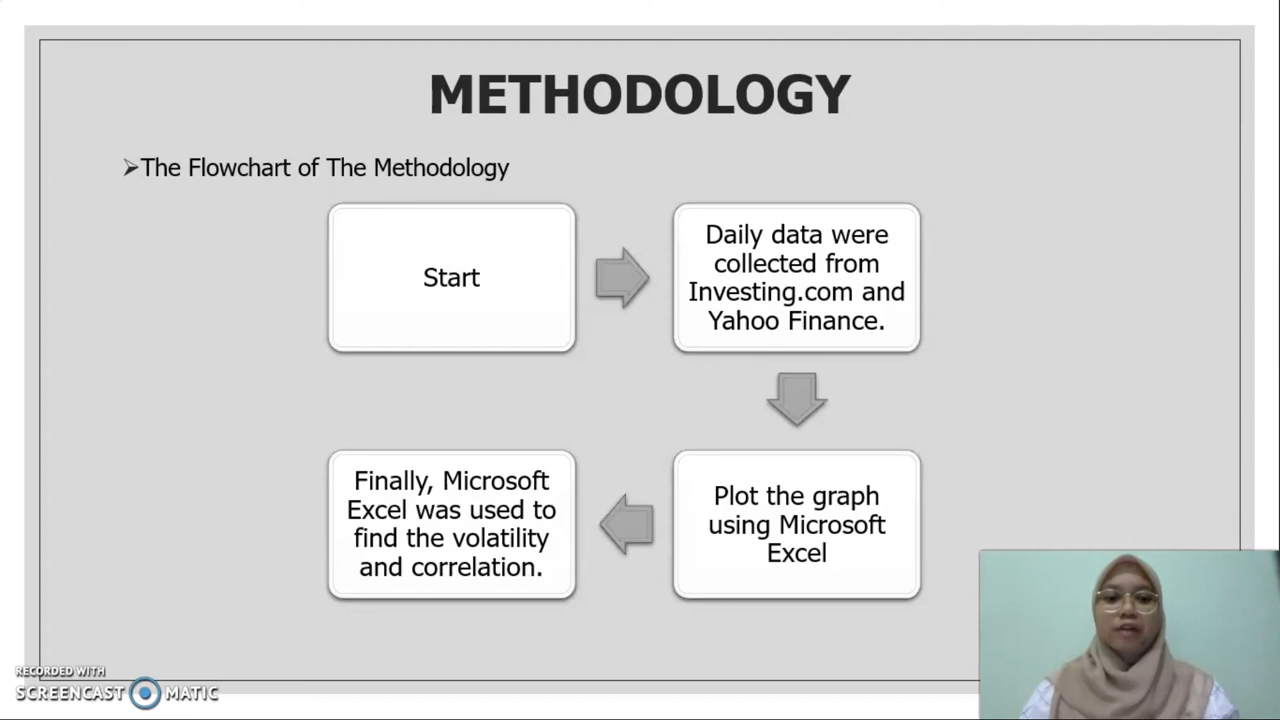 METHODOLOGY
➢The Flowchart of The Methodology
Start
Daily data were
collected from
Investing.com and
Yahoo Finance.
Plot the graph
using Microsoft
Excel
Finally, Microsoft
Excel was used to
find the volatility
and correlation.
RECORDED WITH
SCREENCAST MATIC